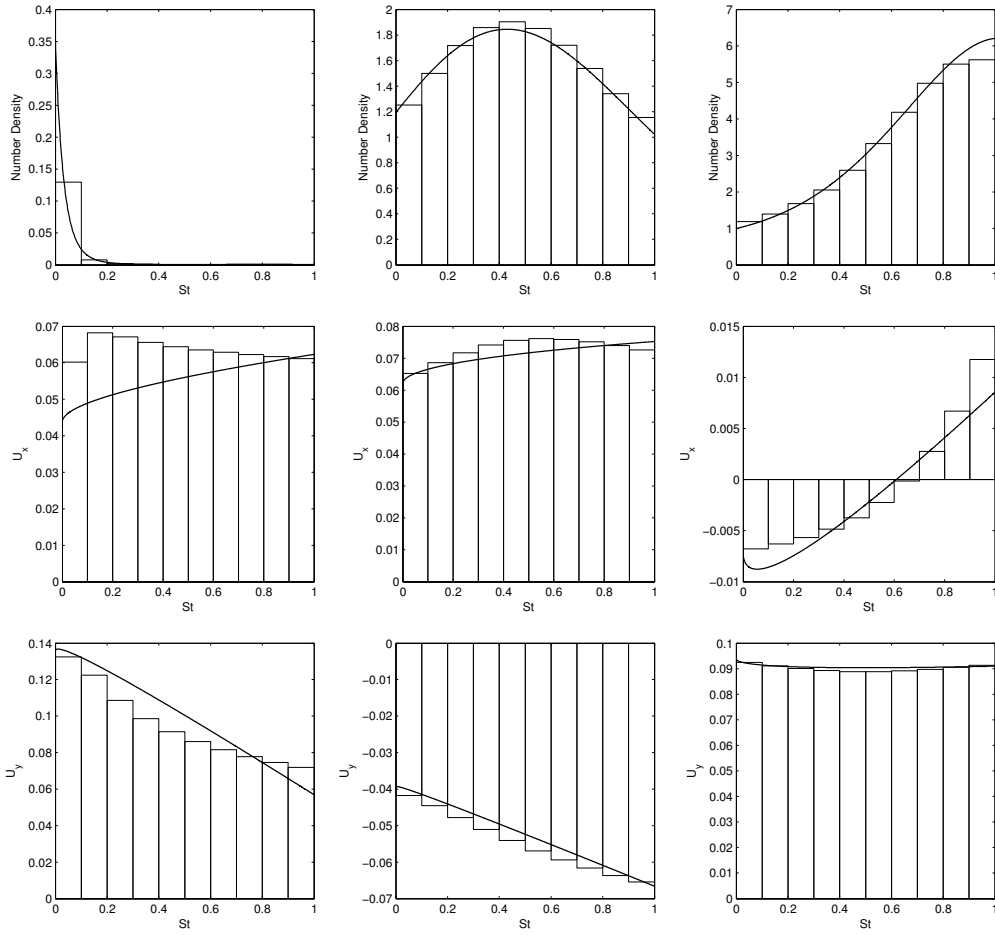 0.4
0.35
0.3
0.25
0.2
0.15
0.1
0.05
0
Number Density
0 0.2 0.4 0.6 0.8 1
St
2
1.8
1.6
1.4
1.2
1
0.8
0.6
0.4
0.2
0
Number Density
0 0.2 0.4 0.6 0.8 1
St
7
6
5
4
3
2
1
0
Number Density
0 0.2 0.4 0.6 0.8 1
St
0.07
0.06
0.05
0.04
0.03
0.02
0.01
0
U_x
0 0.2 0.4 0.6 0.8 1
St
0.08
0.07
0.06
0.05
0.04
0.03
0.02
0.01
0
U_x
0 0.2 0.4 0.6 0.8 1
St
0.015
0.01
0.005
0
−0.005
−0.01
U_x
0 0.2 0.4 0.6 0.8 1
St
0.14
0.12
0.1
0.08
0.06
0.04
0.02
0
U_y
0 0.2 0.4 0.6 0.8 1
St
0
−0.01
−0.02
−0.03
−0.04
−0.05
−0.06
−0.07
U_y
0 0.2 0.4 0.6 0.8 1
St
0.1
0.09
0.08
0.07
0.06
0.05
0.04
0.03
0.02
0.01
0
U_y
0 0.2 0.4 0.6 0.8 1
St